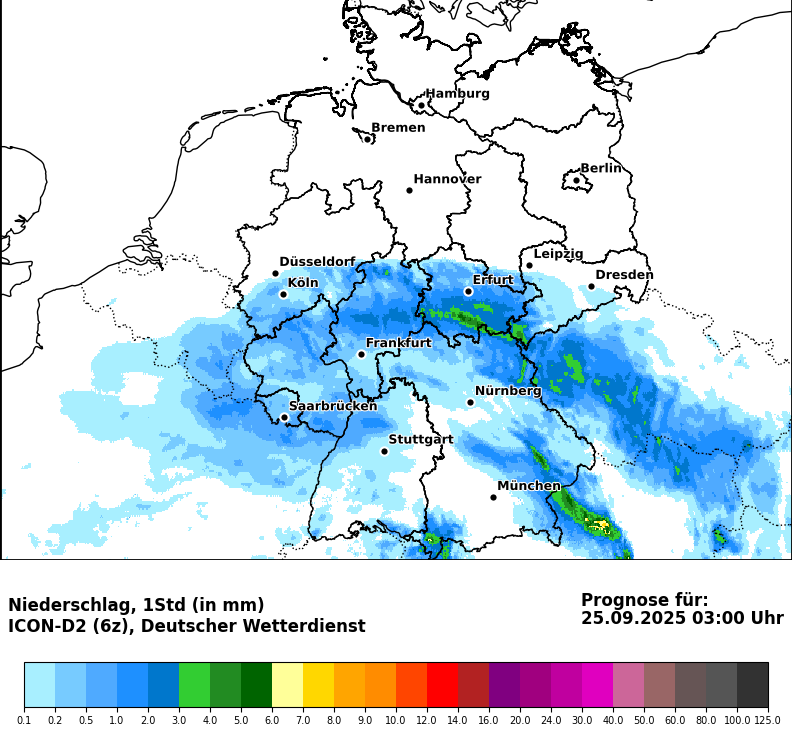 Hamburg
Bremen
Berlin
Hannover
Leipzig
Düsseldorf
Dresden
Köln
Erfurt
Frankfurt
Nürnberg
Saarbrücken
Stuttgart
München
Niederschlag, 1Std (in mm)
ICON-D2 (6z), Deutscher Wetterdienst
Prognose für:
25.09.2025 03:00 Uhr
0.1 0.2 0.5 1.0 2.0 3.0 4.0 5.0 6.0 7.0 8.0 9.0 10.0 12.0 14.0 16.0 20.0 24.0 30.0 40.0 50.0 60.0 80.0 100.0 125.0